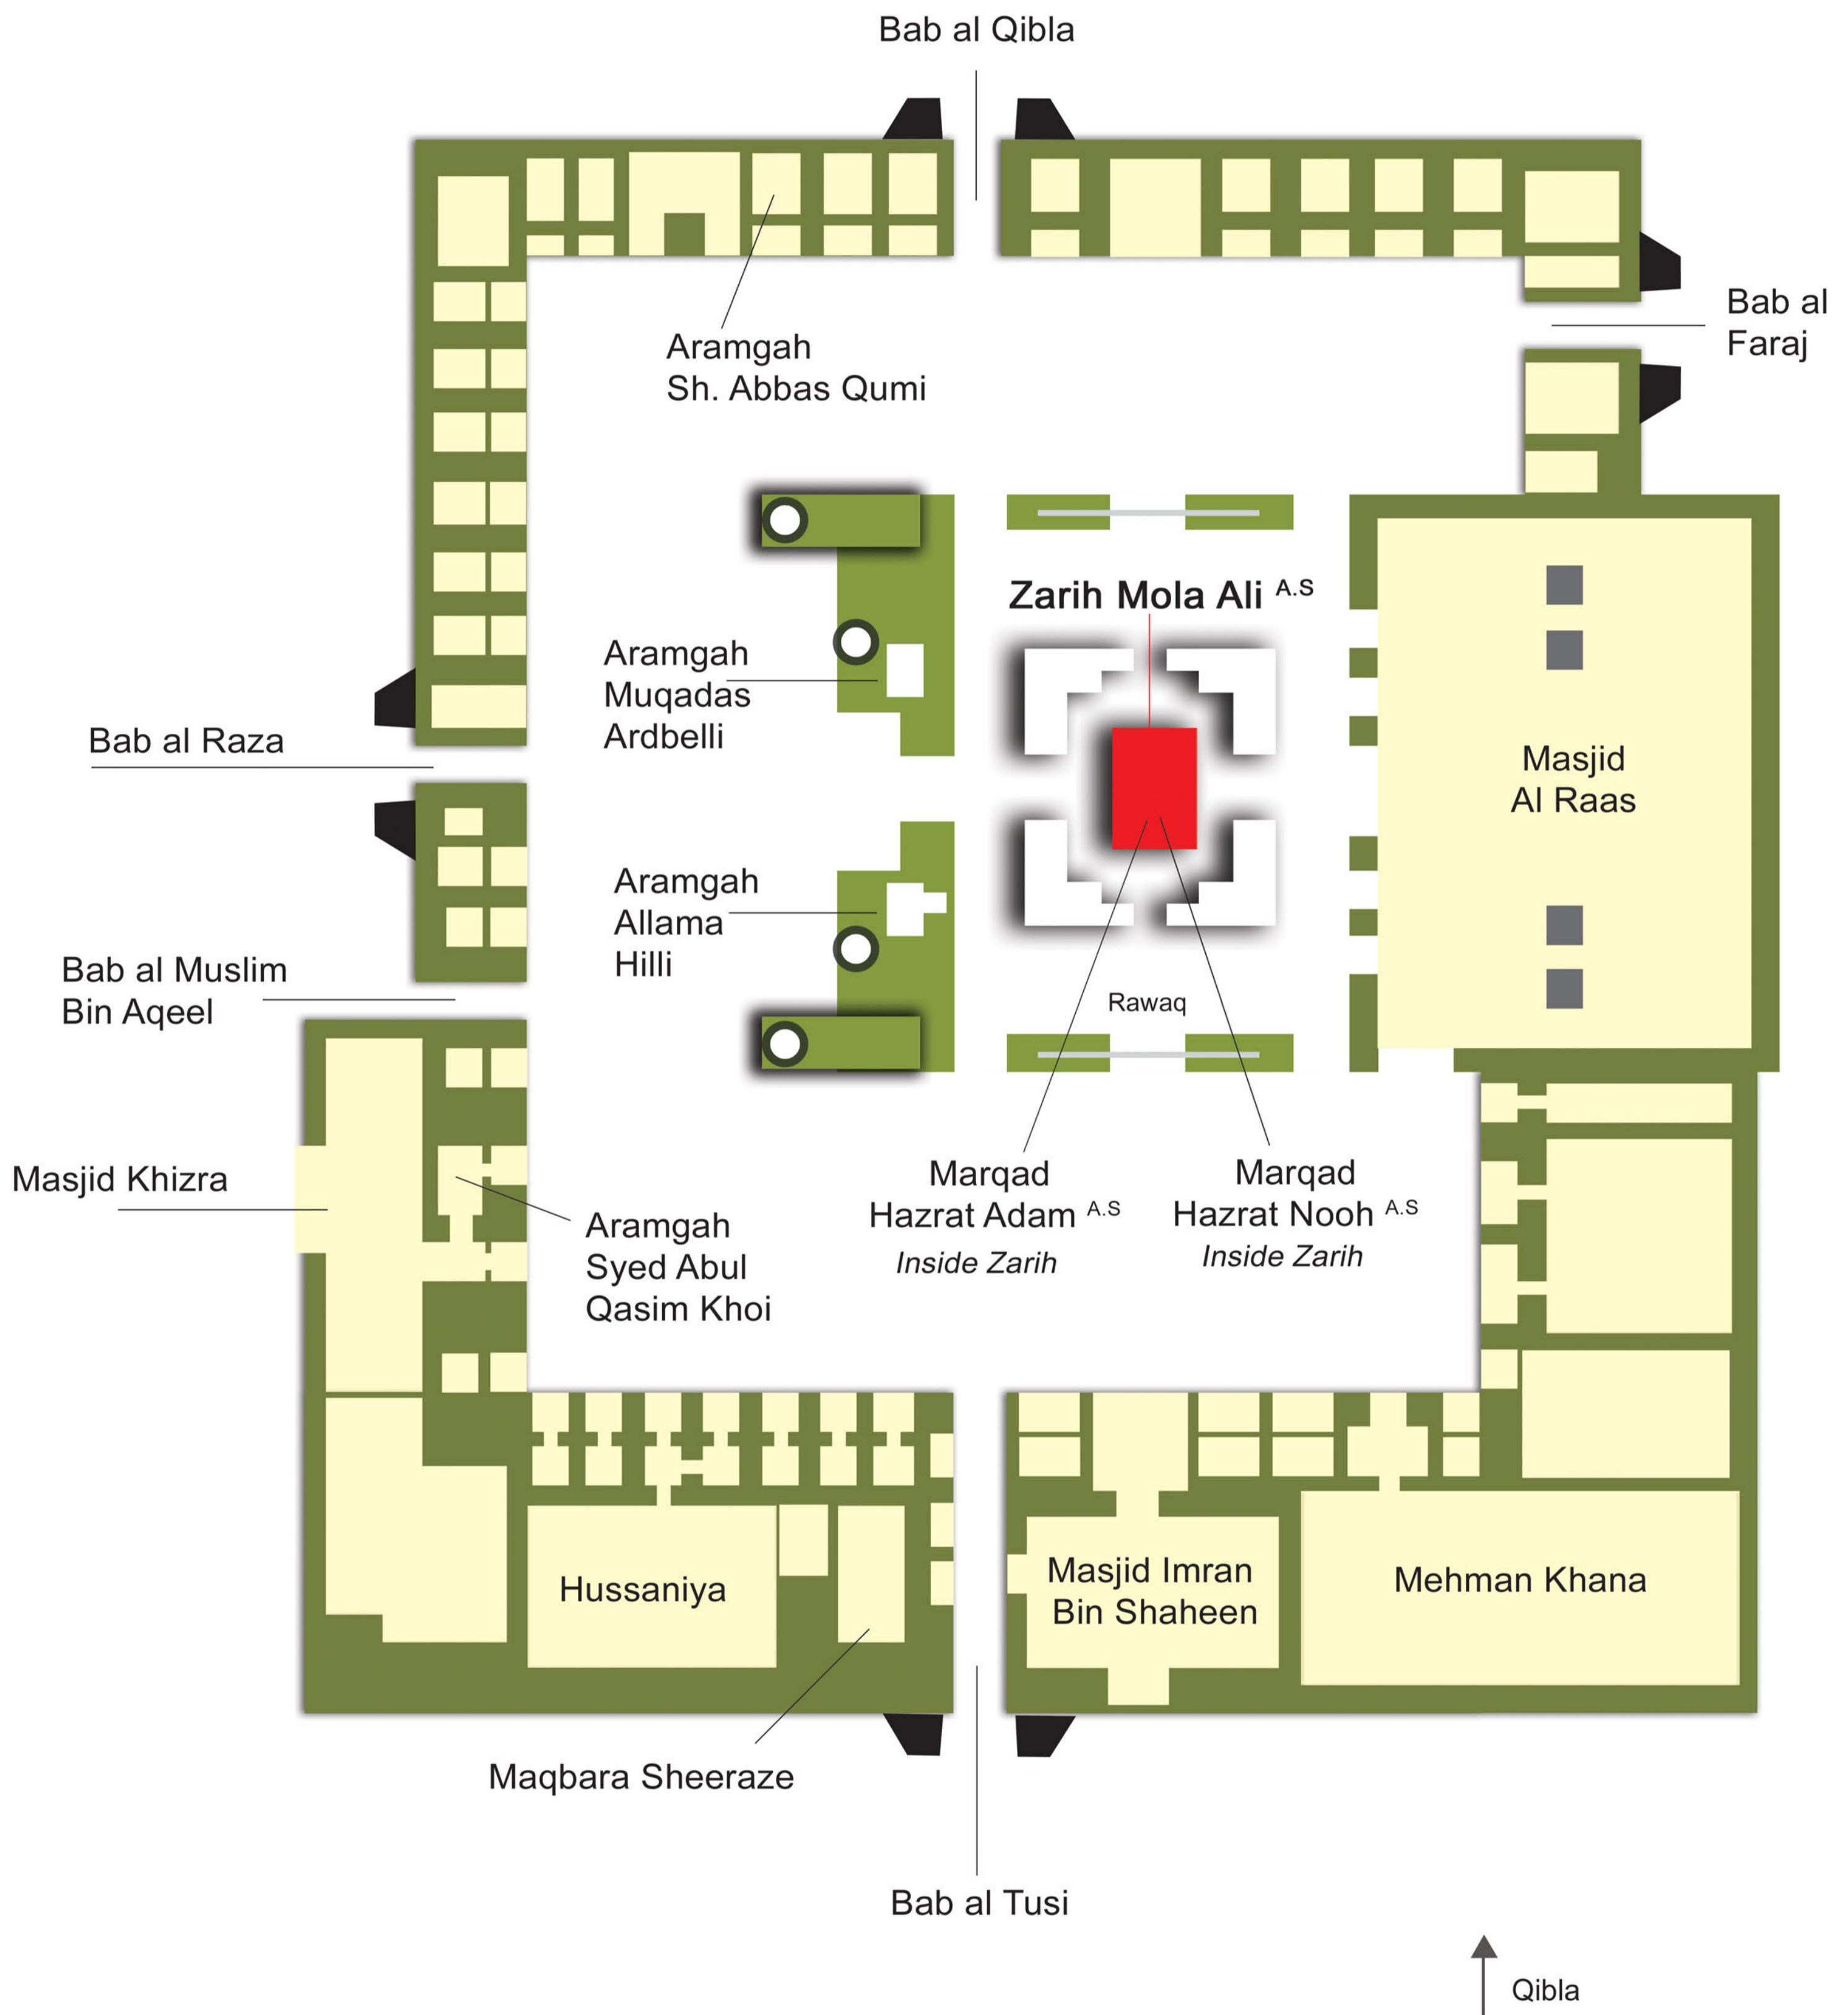 Bab al Qibla
Bab al
Faraj
Aramgah
Sh. Abbas Qumi
Zarih Mola Ali A.S
Aramgah
Muqadas
Ardbelli
Bab al Raza
Masjid
Al Raas
Aramgah
Allama
Hilli
Bab al Muslim
Bin Aqeel
Rawaq
Masjid Khizra
Marqad
Hazrat Adam A.S
Inside Zarih
Marqad
Hazrat Nooh A.S
Inside Zarih
Aramgah
Syed Abul
Qasim Khoi
Hussaniya
Masjid Imran
Bin Shaheen
Mehman Khana
Maqbara Sheeraze
Bab al Tusi
Qibla